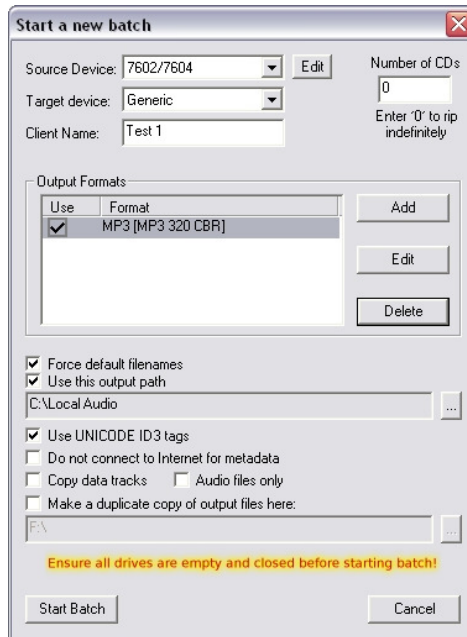 Start a new batch
Source Device: 7602/7604 Edit Number of CDs
Target device: Generic 0
Client Name: Test 1 Enter '0' to rip
indefinitely
Output Formats
Use Format Add
MP3 [MP3 320 CBR]
Edit
Delete
Force default filenames
Use this output path
C:\Local Audio ...
Use UNICODE ID3 tags
Do not connect to Internet for metadata
Copy data tracks Audio files only
Make a duplicate copy of output files here:
F:\ ...
Ensure all drives are empty and closed before starting batch!
Start Batch Cancel